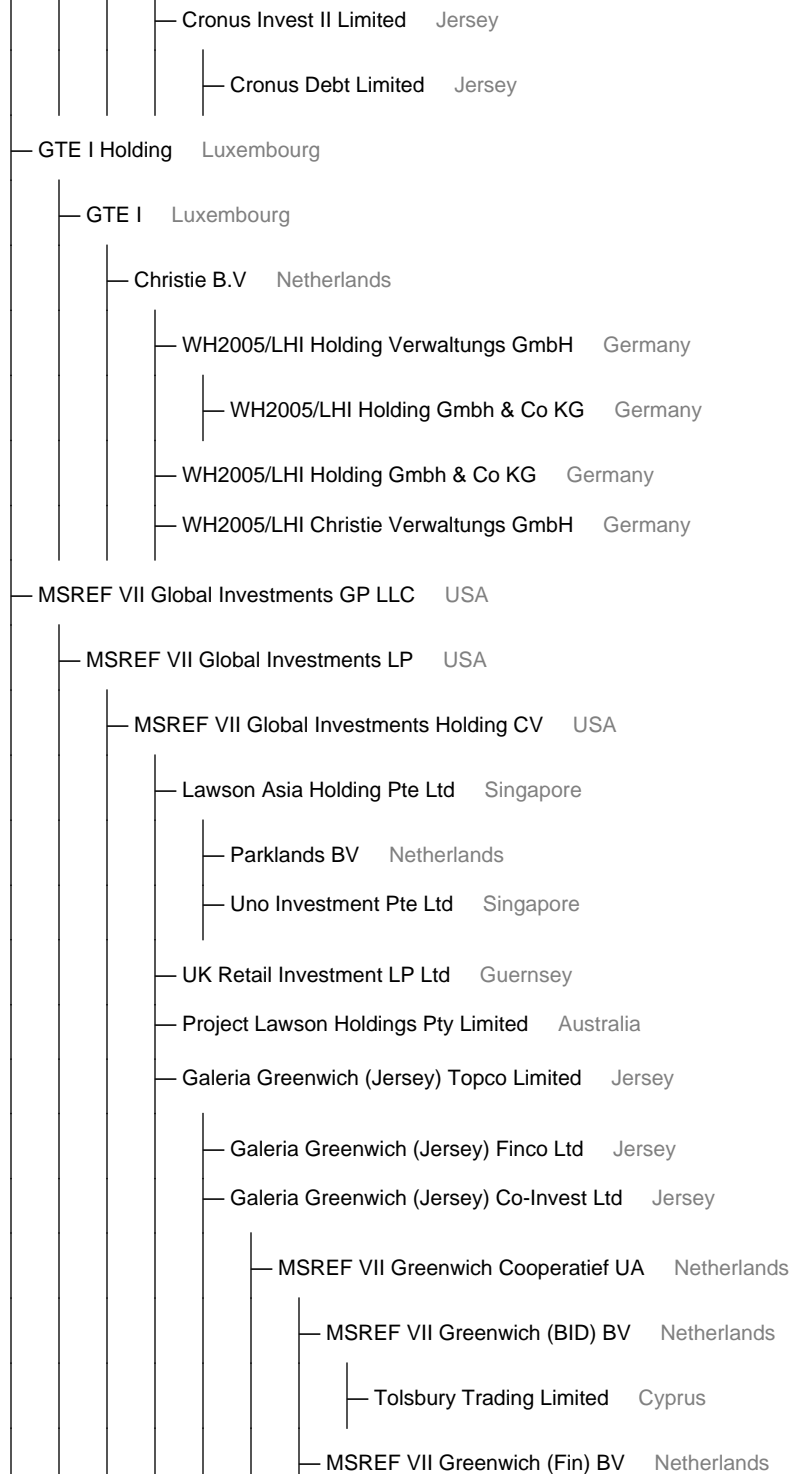 Cronus Invest II Limited Jersey
Cronus Debt Limited Jersey
GTE I Holding Luxembourg
GTE I Luxembourg
Christie B.V Netherlands
WH2005/LHI Holding Verwaltungs GmbH Germany
WH2005/LHI Holding Gmbh & Co KG Germany
WH2005/LHI Holding Gmbh & Co KG Germany
WH2005/LHI Christie Verwaltungs GmbH Germany
MSREF VII Global Investments GP LLC USA
MSREF VII Global Investments LP USA
MSREF VII Global Investments Holding CV USA
Lawson Asia Holding Pte Ltd Singapore
Parklands BV Netherlands
Uno Investment Pte Ltd Singapore
UK Retail Investment LP Ltd Guernsey
Project Lawson Holdings Pty Limited Australia
Galeria Greenwich (Jersey) Topco Limited Jersey
Galeria Greenwich (Jersey) Finco Ltd Jersey
Galeria Greenwich (Jersey) Co-Invest Ltd Jersey
MSREF VII Greenwich Cooperatief UA Netherlands
MSREF VII Greenwich (BID) BV Netherlands
Tolsbury Trading Limited Cyprus
MSREF VII Greenwich (Fin) BV Netherlands